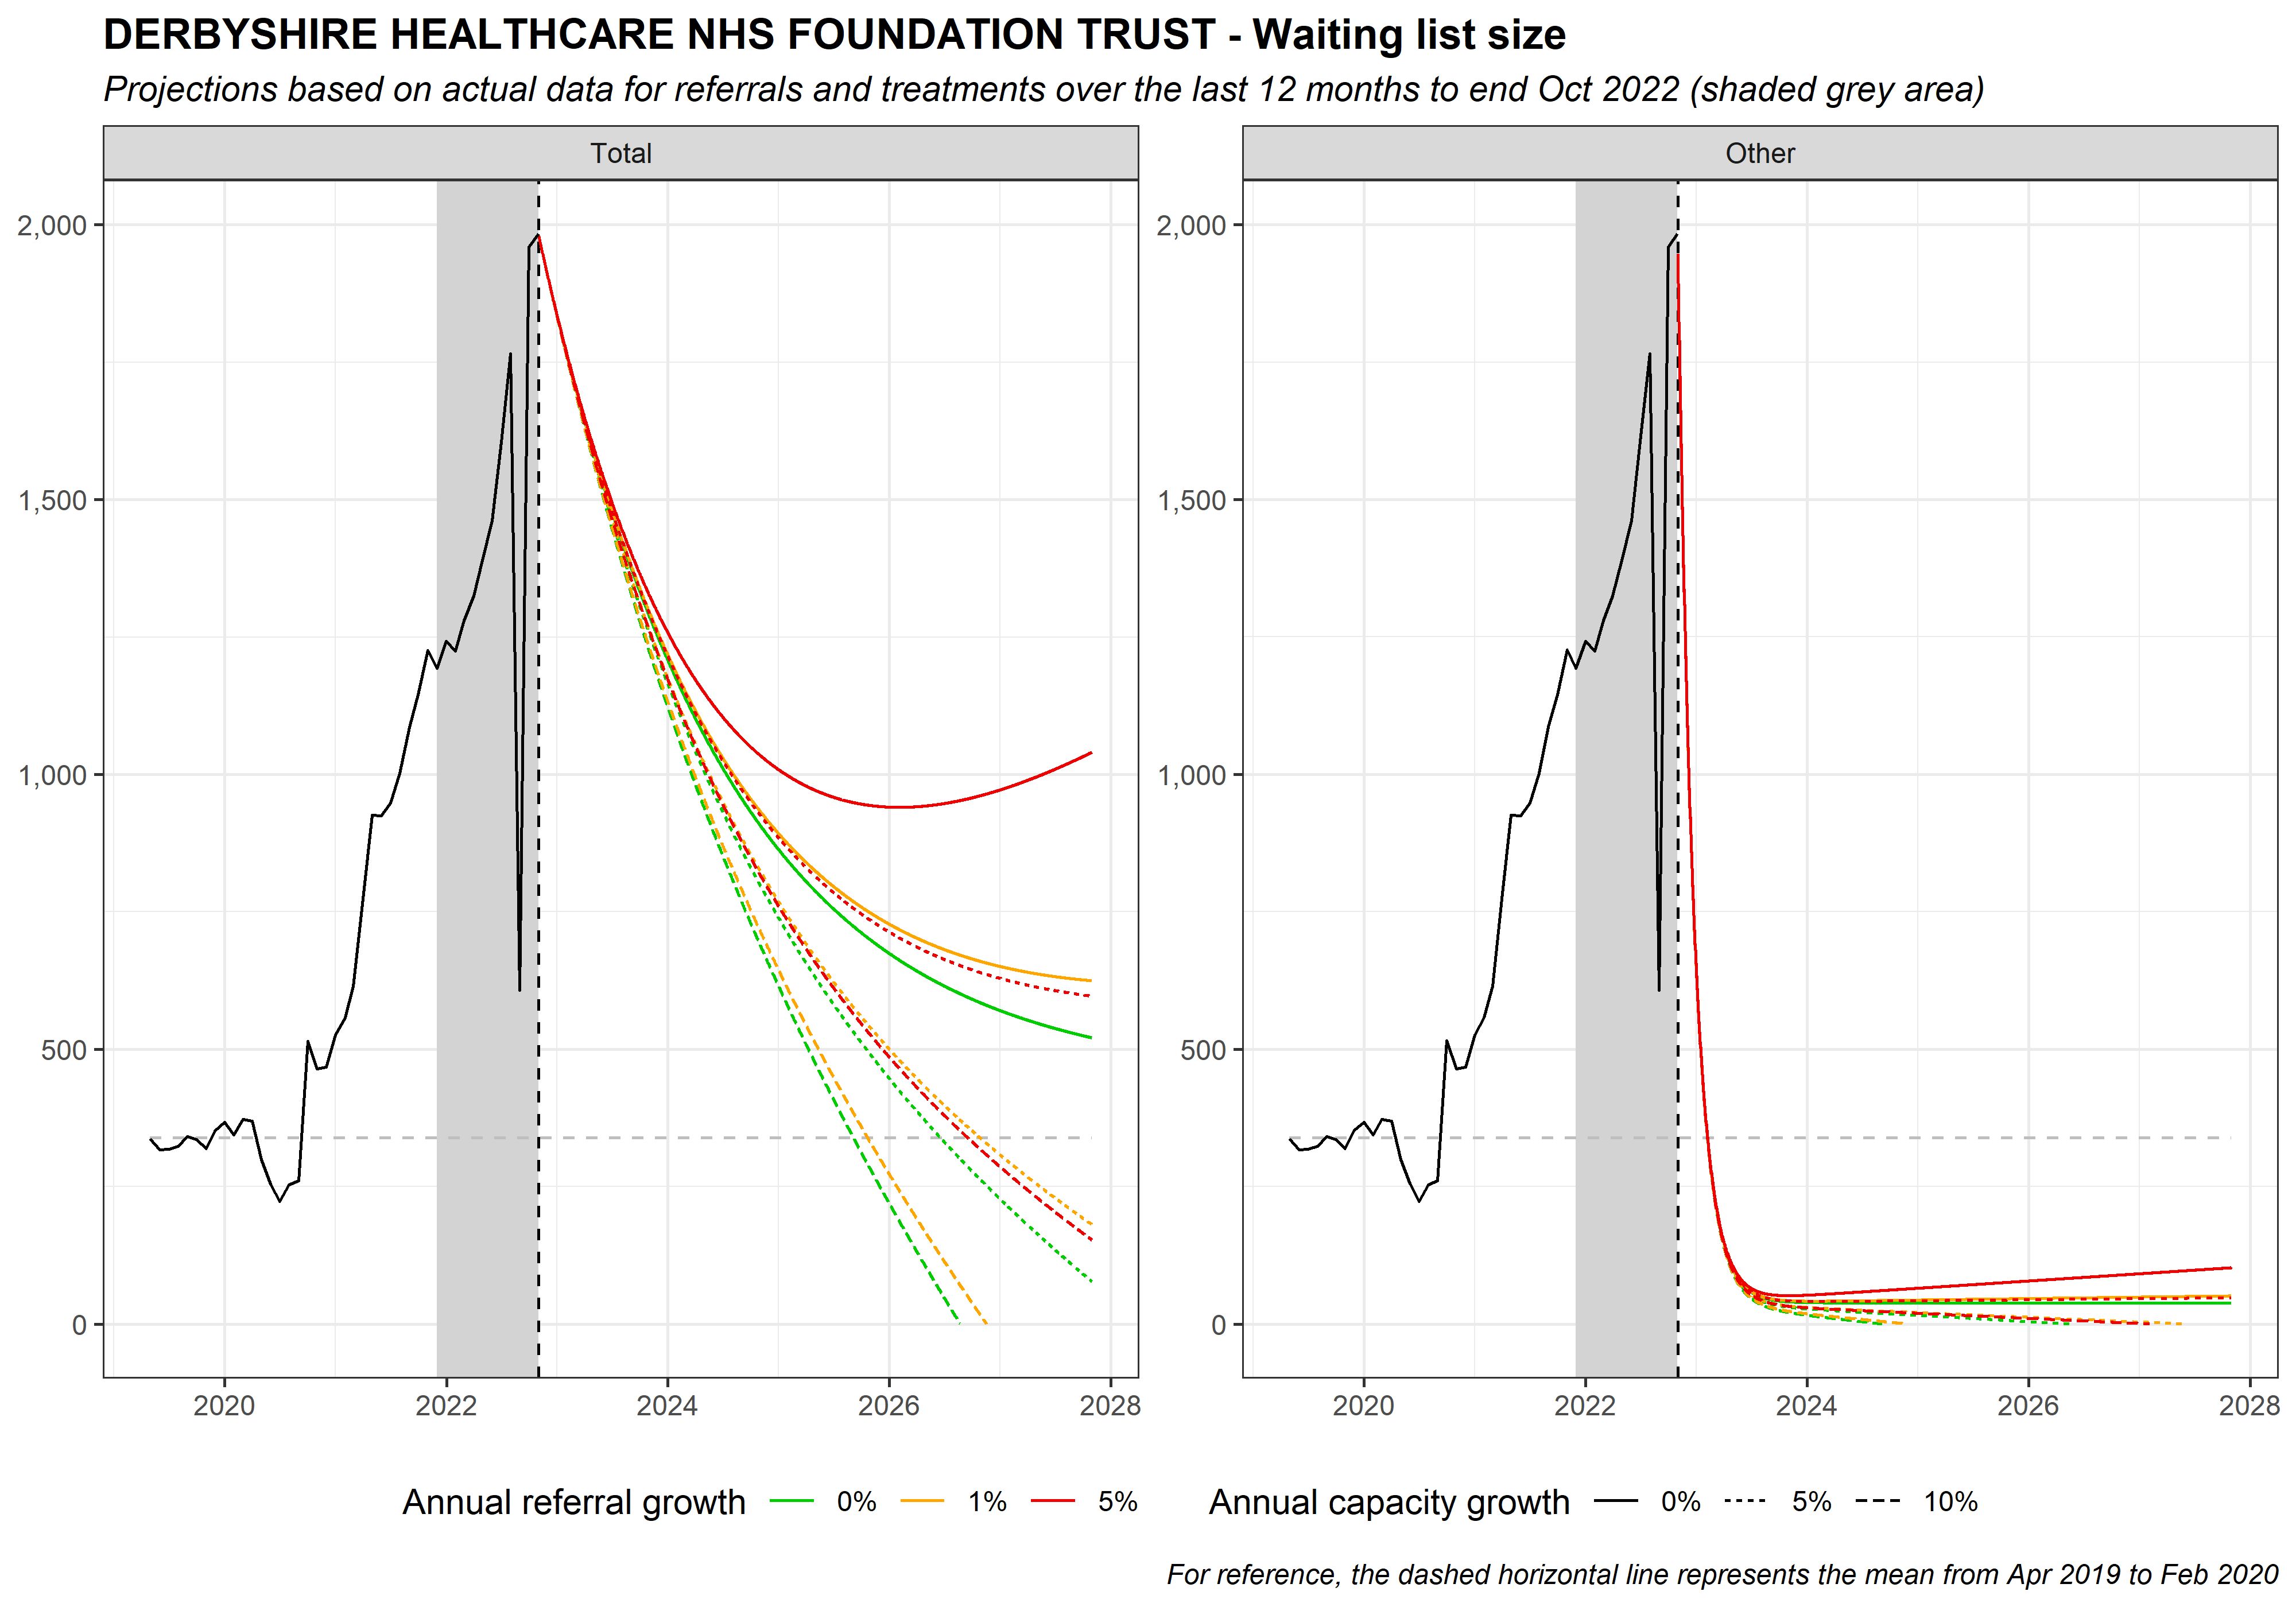 DERBYSHIRE HEALTHCARE NHS FOUNDATION TRUST - Waiting list size
Projections based on actual data for referrals and treatments over the last 12 months to end Oct 2022 (shaded grey area)
Total
Other
2,000
1,500
1,000
500
0
2,000
1,500
1,000
500
0
2020 2022 2024 2026 2028
2020 2022 2024 2026 2028
Annual referral growth 0% 1% 5%
Annual capacity growth 0% 5% 10%
For reference, the dashed horizontal line represents the mean from Apr 2019 to Feb 2020